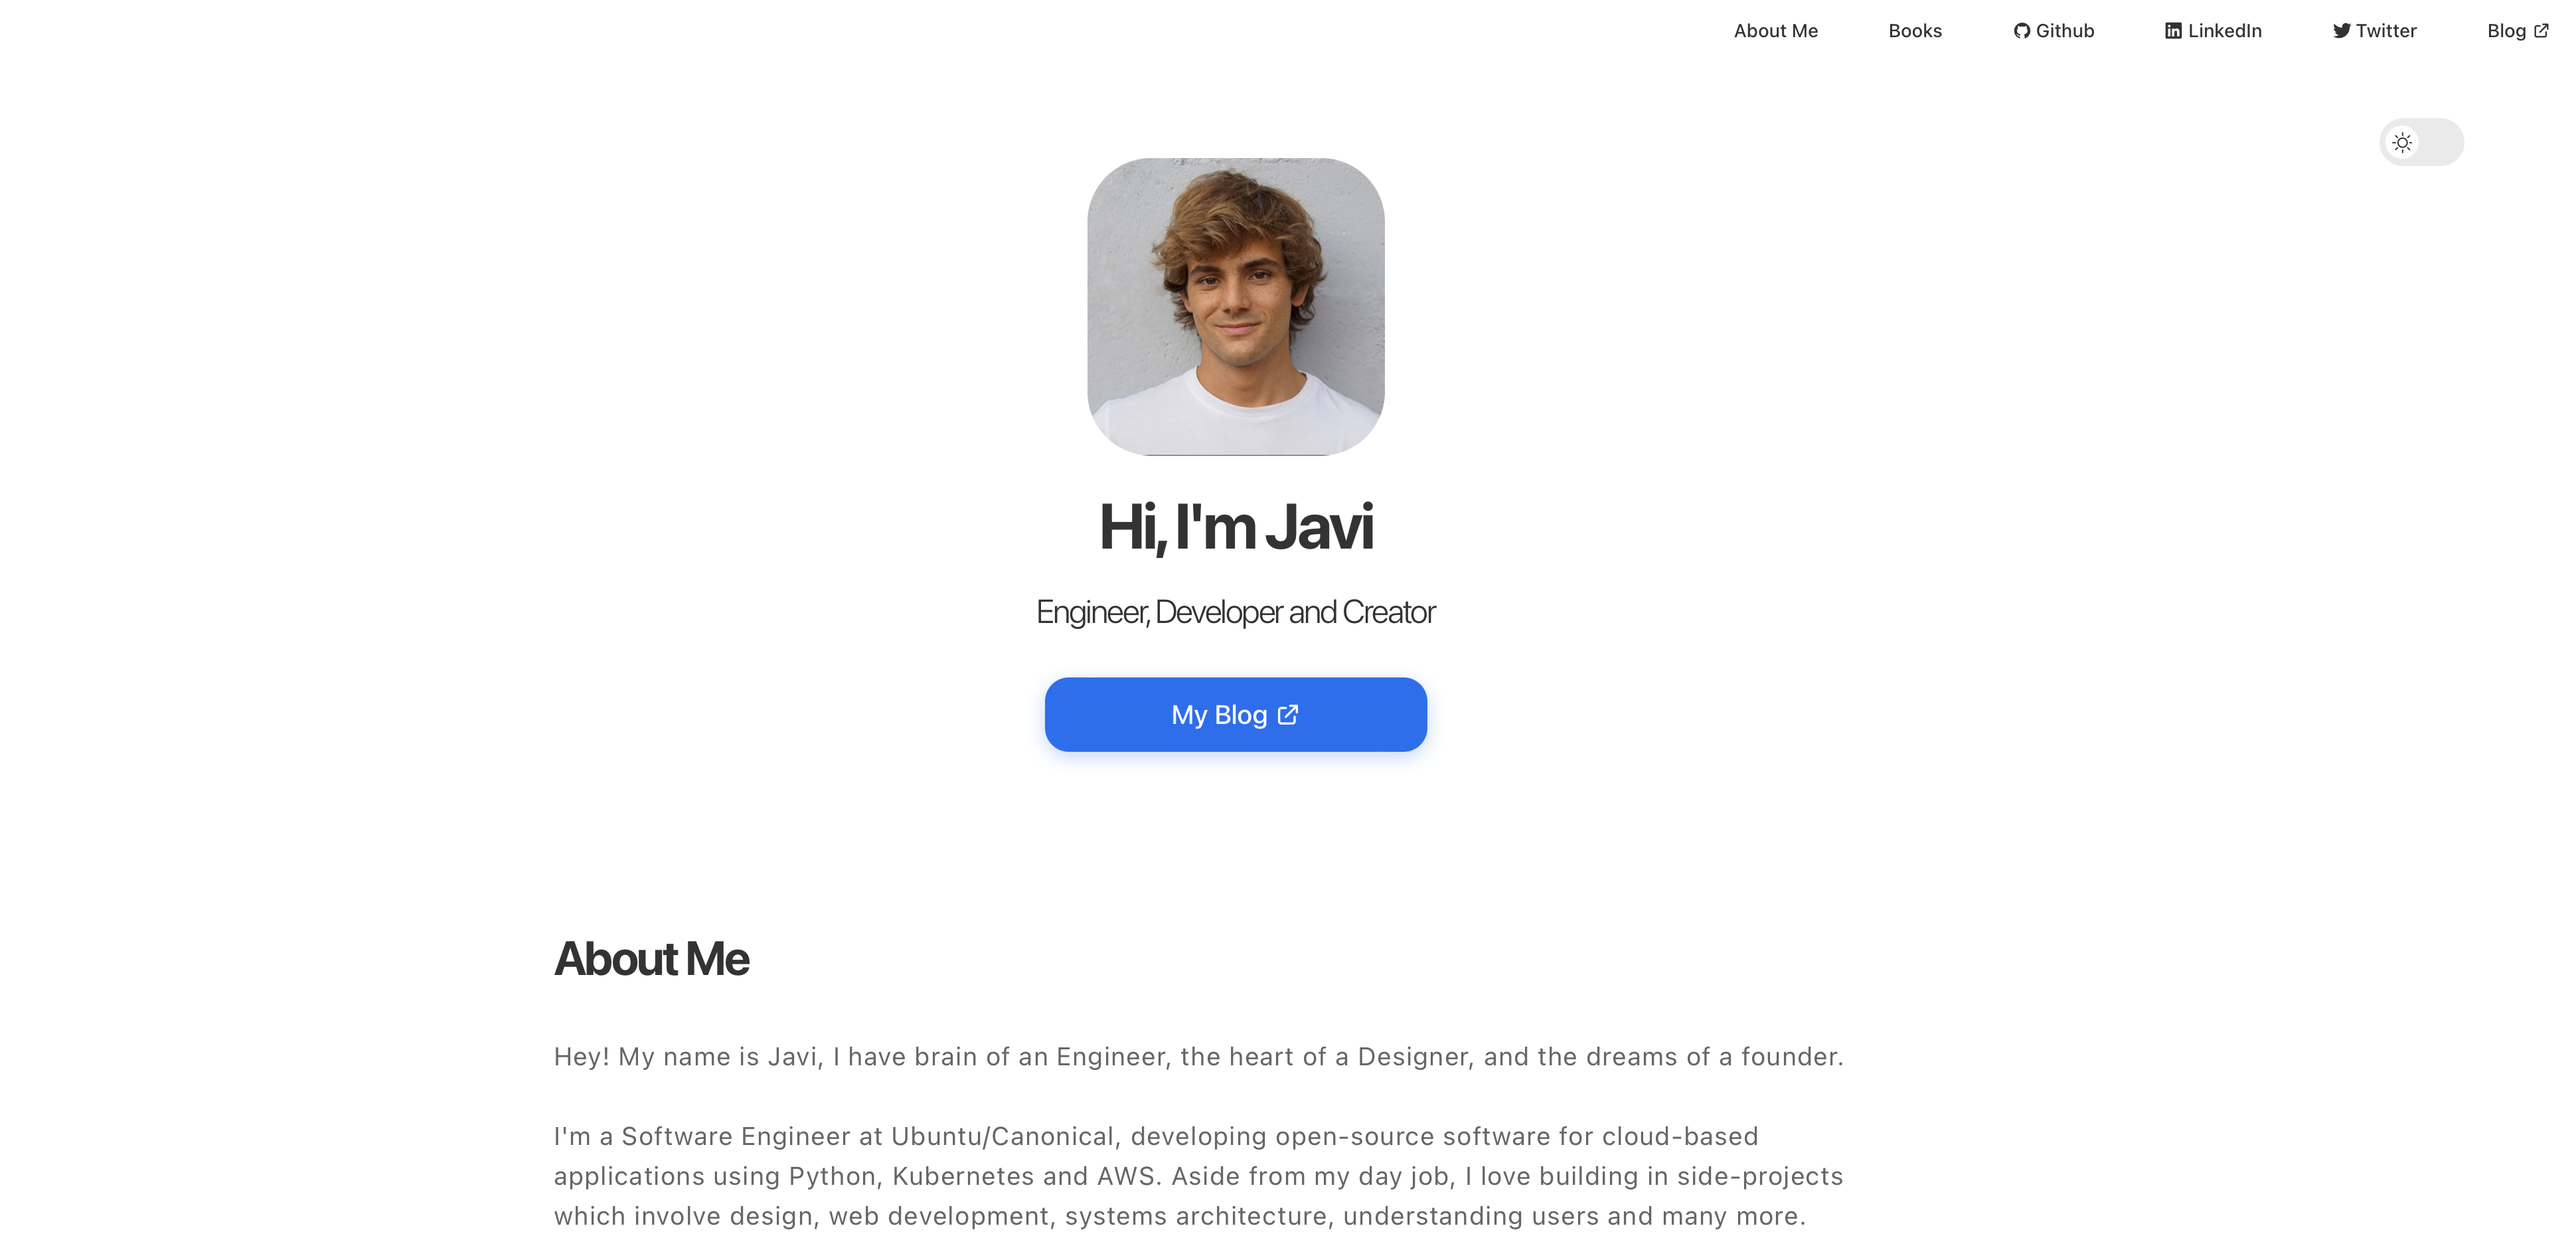 About Me Books Github LinkedIn Twitter Blog
Hi, I'm Javi
Engineer, Developer and Creator
My Blog
About Me
Hey! My name is Javi, I have brain of an Engineer, the heart of a Designer, and the dreams of a founder.
I'm a Software Engineer at Ubuntu/Canonical, developing open-source software for cloud-based
applications using Python, Kubernetes and AWS. Aside from my day job, I love building in side-projects
which involve design, web development, systems architecture, understanding users and many more.